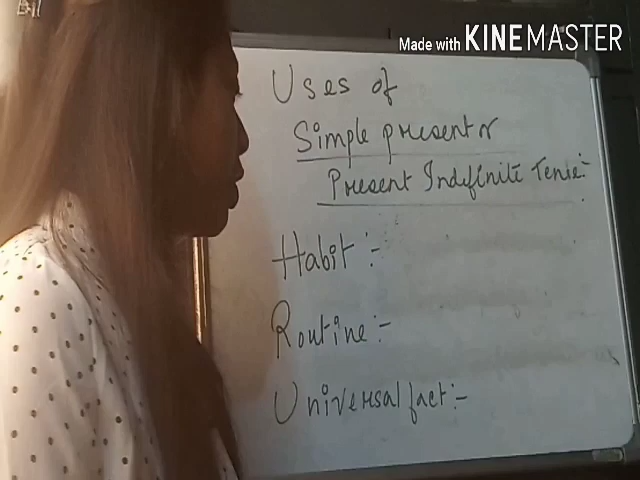 Made with KINEMASTER
Uses of
Simple present or
Present Indefinite Tense:-
Habit :-
Routine :-
Universal fact :-